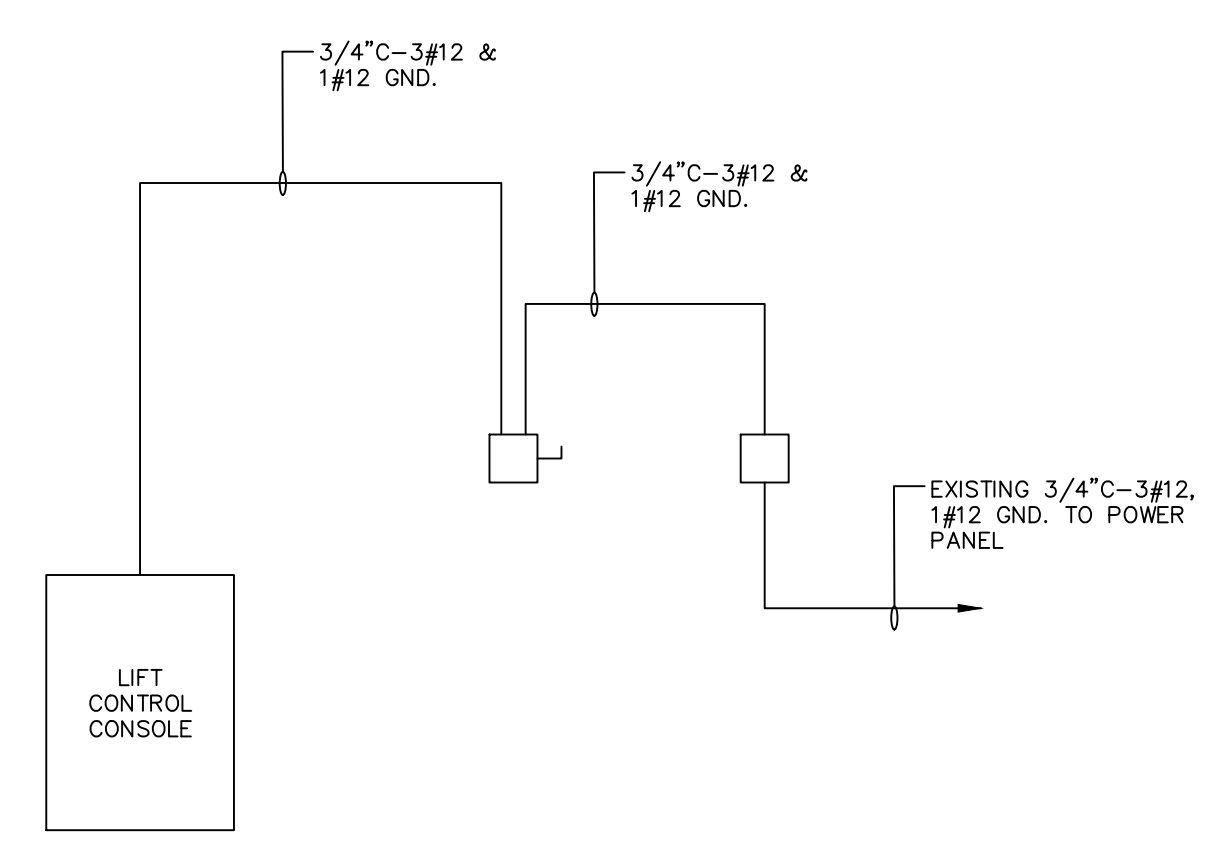 3/4”C-3#12 &
1#12 GND.
3/4”C-3#12 &
1#12 GND.
EXISTING 3/4”C-3#12,
1#12 GND. TO POWER
PANEL
LIFT
CONTROL
CONSOLE